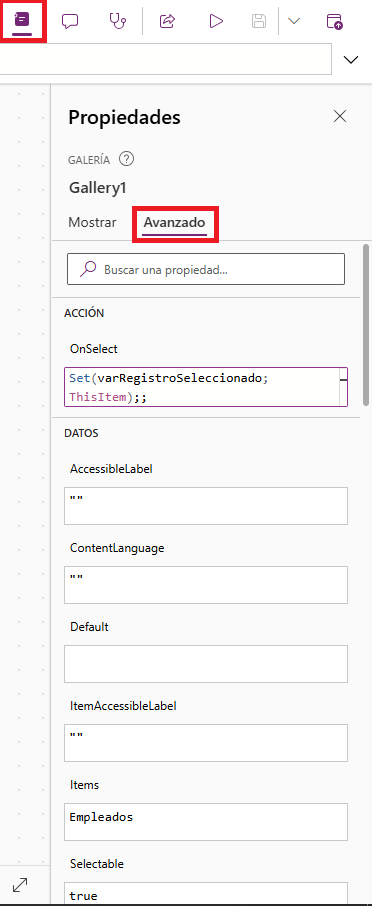 Propiedades
GALERÍA
Gallery1
Mostrar Avanzado
Buscar una propiedad...
ACCIÓN
OnSelect
Set(varRegistroSeleccionado;
ThisItem);;
DATOS
AccessibleLabel
""
ContentLanguage
""
Default
ItemAccessibleLabel
""
Items
Empleados
Selectable
true